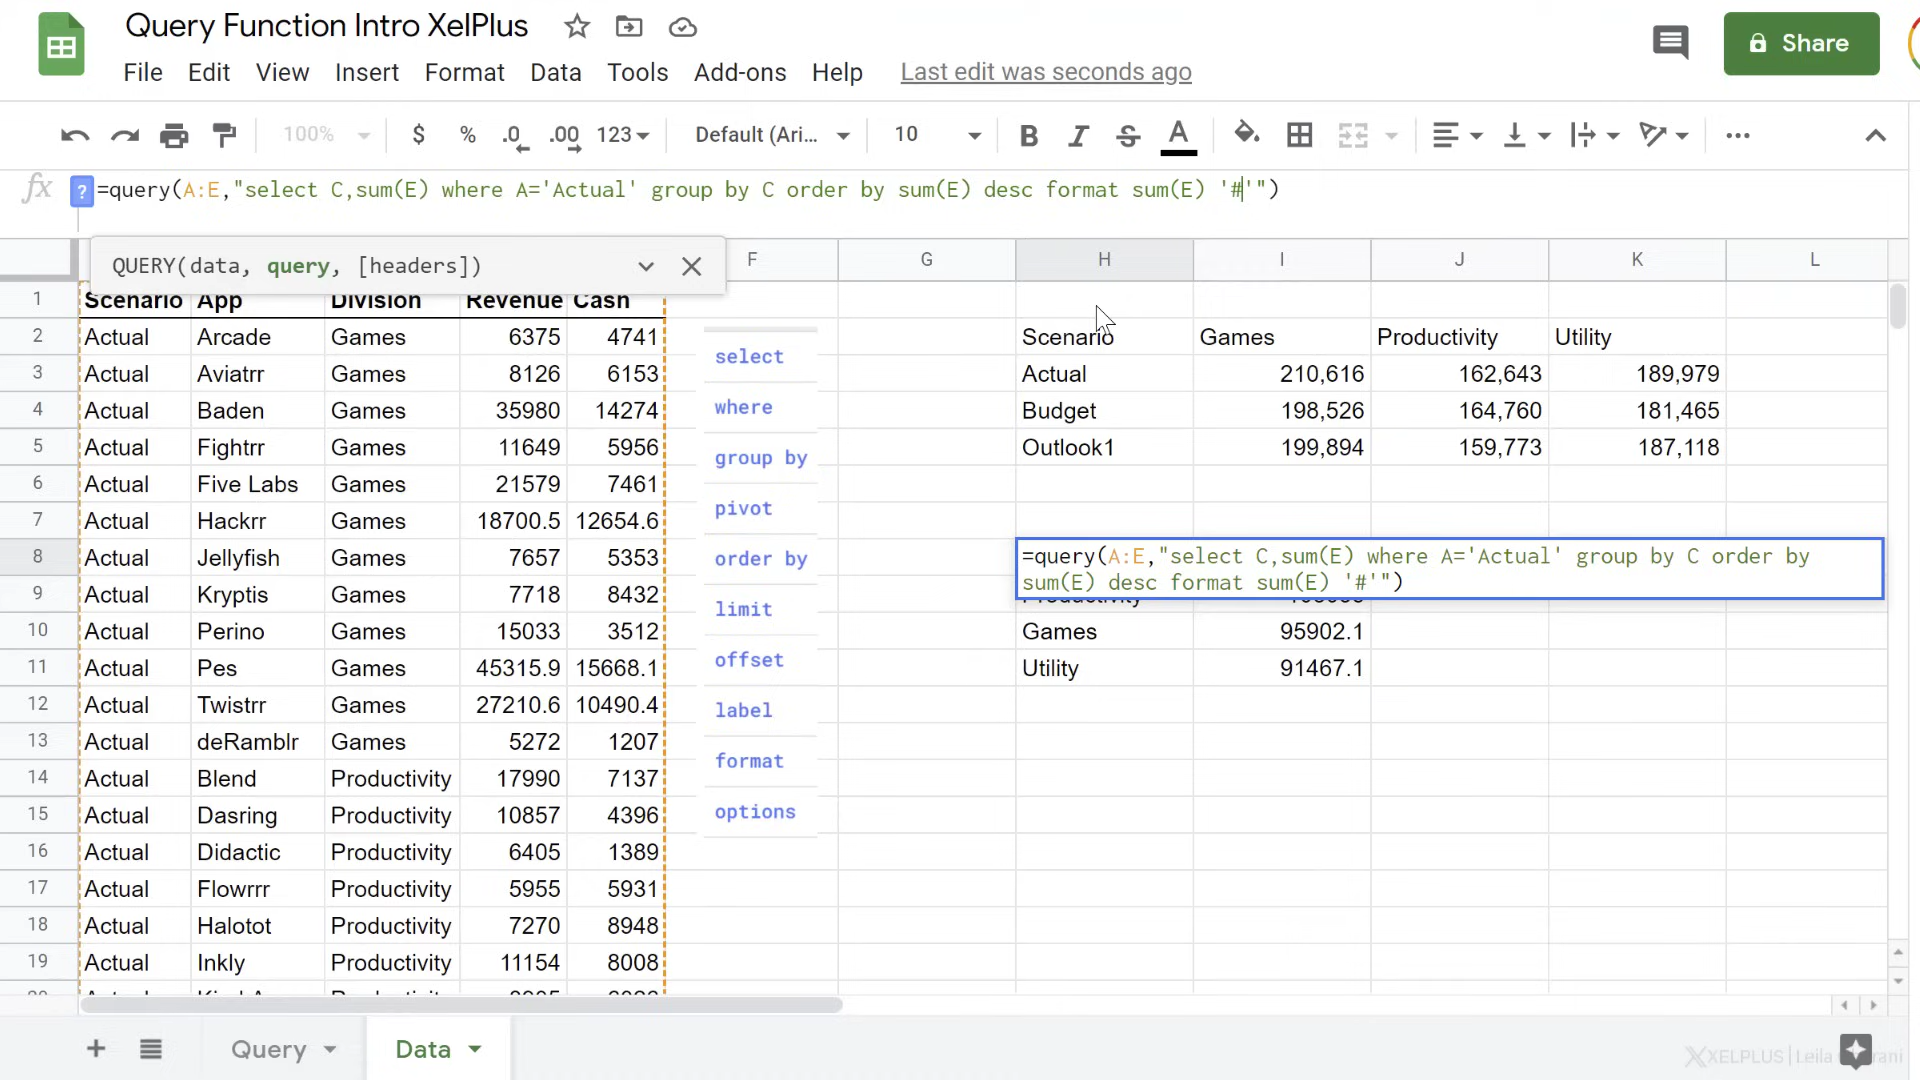 Query Function Intro XelPlus
File Edit View Insert Format Data Tools Add-ons Help Last edit was seconds ago
Share
100% $ % .0 .00 123 Default (Ari... 10 B I S A
fx ? =query(A:E,"select C,sum(E) where A='Actual' group by C order by sum(E) desc format sum(E) '#'")
QUERY(data, query, [headers])
F G H I J K L
1 Scenario App Division Revenue Cash
2 Actual Arcade Games 6375 4741 Scenario Games Productivity Utility
select
3 Actual Aviatrr Games 8126 6153 Actual 210,616 162,643 189,979
where
4 Actual Baden Games 35980 14274 Budget 198,526 164,760 181,465
5 Actual Fightrr Games 11649 5956 group by Outlook1 199,894 159,773 187,118
6 Actual Five Labs Games 21579 7461
pivot
7 Actual Hackrr Games 18700.5 12654.6
8 Actual Jellyfish Games 7657 5353 order by =query(A:E,"select C,sum(E) where A='Actual' group by C order by
sum(E) desc format sum(E) '#'")
9 Actual Kryptis Games 7718 8432
limit
10 Actual Perino Games 15033 3512 Games 95902.1
11 Actual Pes Games 45315.9 15668.1 offset Utility 91467.1
12 Actual Twistrr Games 27210.6 10490.4 label
13 Actual deRamblr Games 5272 1207
14 Actual Blend Productivity 17990 7137 format
15 Actual Dasring Productivity 10857 4396 options
16 Actual Didactic Productivity 6405 1389
17 Actual Flowrrr Productivity 5955 5931
18 Actual Halotot Productivity 7270 8948
19 Actual Inkly Productivity 11154 8008
Query Data
XELPLUS | Leila